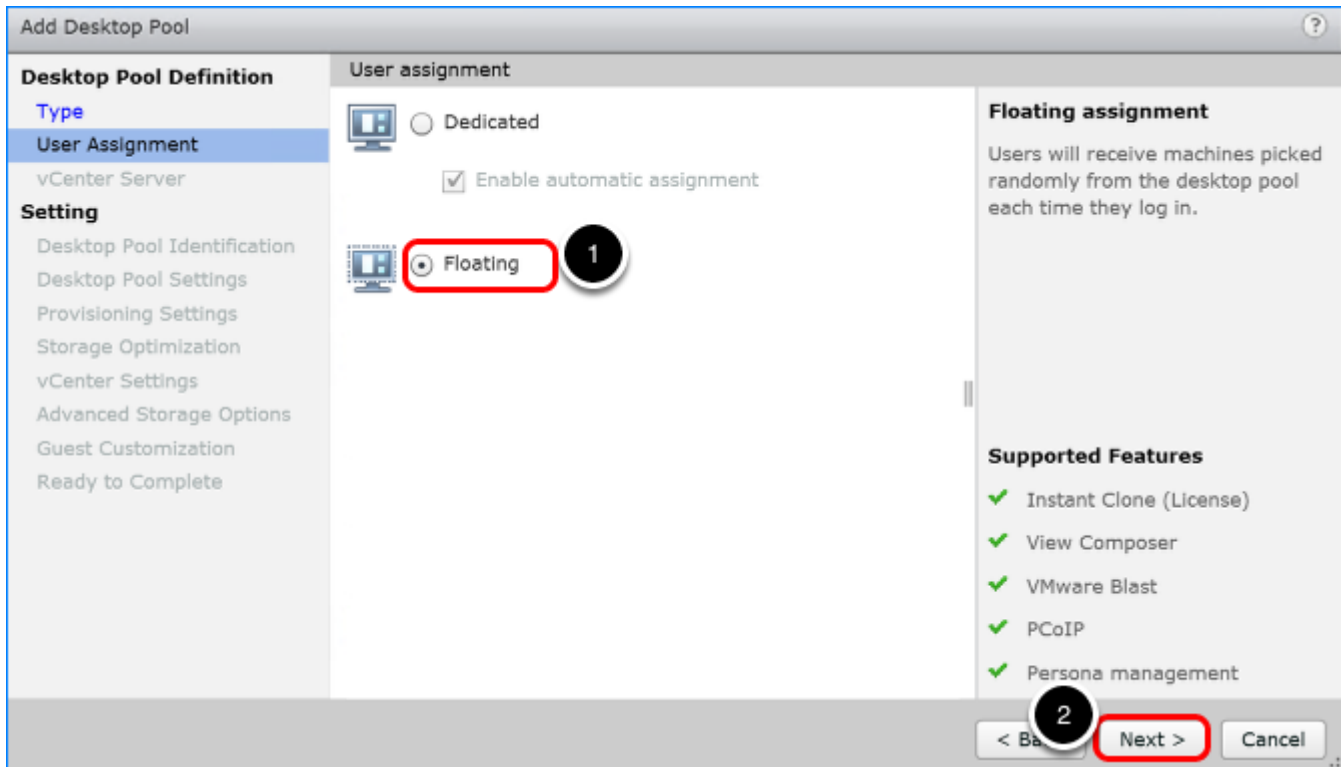 Add Desktop Pool
?
Desktop Pool Definition
Type
User Assignment
vCenter Server
Setting
Desktop Pool Identification
Desktop Pool Settings
Provisioning Settings
Storage Optimization
vCenter Settings
Advanced Storage Options
Guest Customization
Ready to Complete
User assignment
Dedicated
Enable automatic assignment
Floating
1
Floating assignment
Users will receive machines picked
randomly from the desktop pool
each time they log in.
Supported Features
Instant Clone (License)
View Composer
VMware Blast
PCoIP
Persona management
2
< Ba
Next >
Cancel